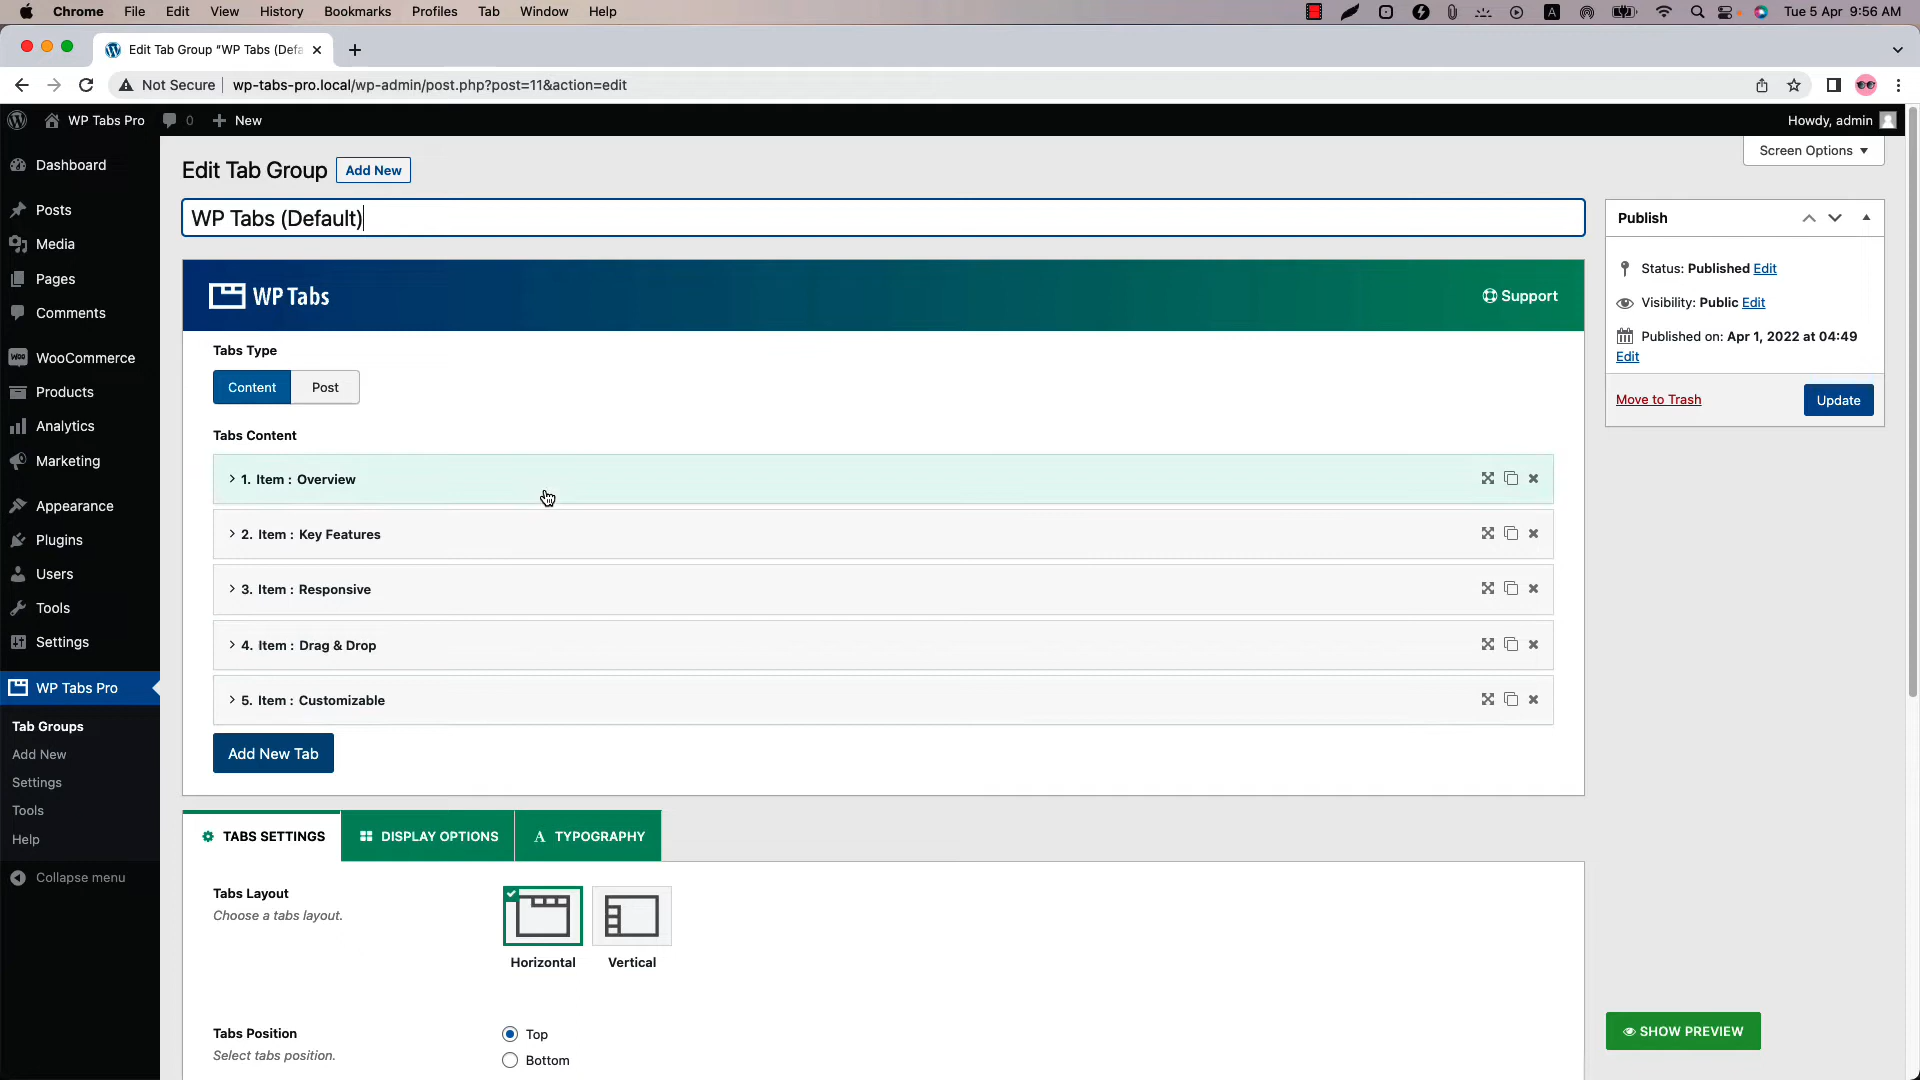 Chrome File Edit View History Bookmarks Profiles Tab Window Help
A
Tue 5 Apr 9:56 AM
Edit Tab Group "WP Tabs (Defa
Not Secure wp-tabs-pro.local/wp-admin/post.php?post=11&action=edit
WP Tabs Pro 0 New
Howdy, admin
Dashboard
Posts
Media
Pages
Comments
Woo WooCommerce
Products
Analytics
Marketing
Appearance
Plugins
Users
Tools
Settings
WP Tabs Pro
Tab Groups
Add New
Settings
Tools
Help
Collapse menu
Screen Options
Edit Tab Group Add New
WP Tabs (Default)
WP Tabs
Support
Tabs Type
Content Post
Tabs Content
1. Item : Overview
2. Item : Key Features
3. Item : Responsive
4. Item : Drag & Drop
5. Item : Customizable
Add New Tab
TABS SETTINGS DISPLAY OPTIONS A TYPOGRAPHY
Tabs Layout
Choose a tabs layout.
Horizontal Vertical
Tabs Position
Select tabs position.
Top
Bottom
Publish
Status: Published Edit
Visibility: Public Edit
Published on: Apr 1, 2022 at 04:49
Edit
Move to Trash Update
SHOW PREVIEW